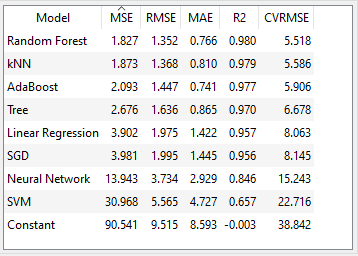 Model MSE RMSE MAE R2 CVRMSE
Random Forest 1.827 1.352 0.766 0.980 5.518
kNN 1.873 1.368 0.810 0.979 5.586
AdaBoost 2.093 1.447 0.741 0.977 5.906
Tree 2.676 1.636 0.865 0.970 6.678
Linear Regression 3.902 1.975 1.422 0.957 8.063
SGD 3.981 1.995 1.445 0.956 8.145
Neural Network 13.943 3.734 2.929 0.846 15.243
SVM 30.968 5.565 4.727 0.657 22.716
Constant 90.541 9.515 8.593 -0.003 38.842